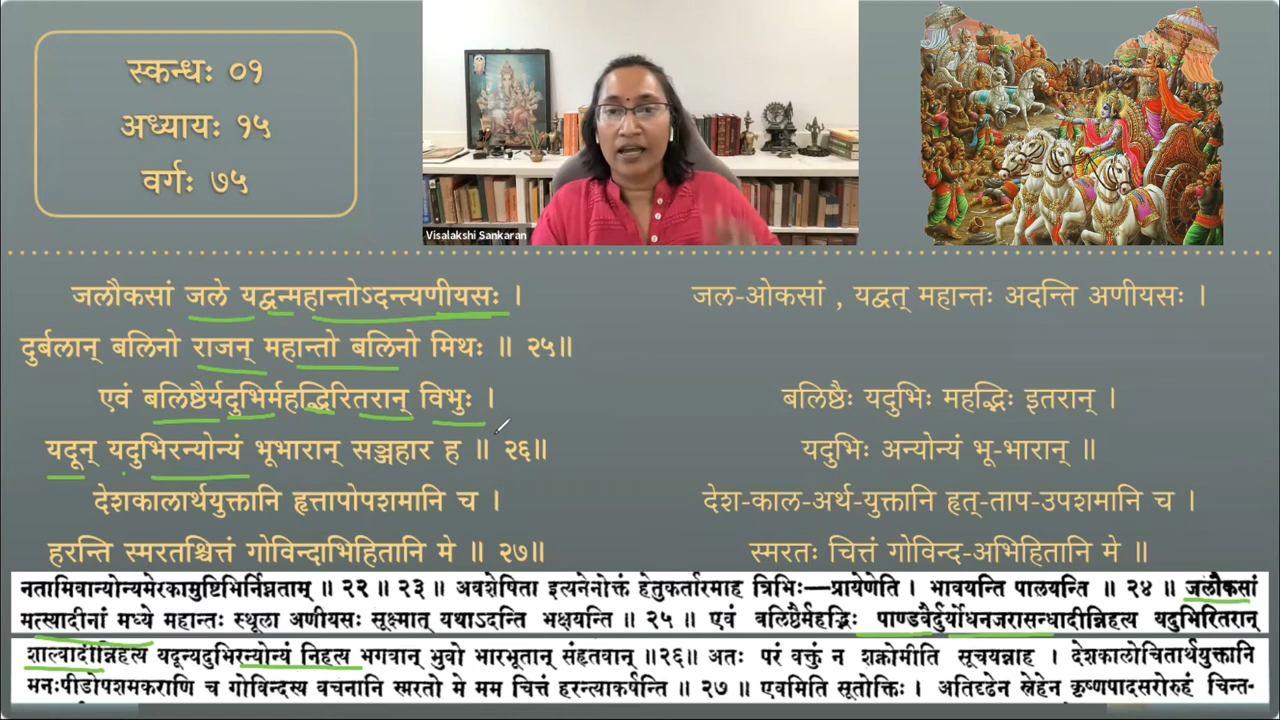 स्कन्धः ०१
अध्यायः १५
वर्गः ७५
Visalakshi Sankaran
जलौकसां जले यद्वन्महान्तोऽदन्त्यणीयसः ।
जल-ओकसां , यद्वत् महान्तः अदन्ति अणीयसः ।
दुर्बलान् बलिनो राजन् महान्तो बलिनो मिथः ॥ २५॥
एवं बलिष्ठैर्यदुभिर्महद्भिरितरान् विभुः ।
बलिष्ठैः यदुभिः महद्भिः इतरान् ।
यदून् यदुभिरन्योन्यं भूभारान् सञ्जहार ह ॥ २६॥
यदुभिः अन्योन्यं भू-भारान् ॥
देशकालार्थयुक्तानि हृत्तापोपशमानि च ।
देश-काल-अर्थ-युक्तानि हृत्-ताप-उपशमानि च ।
हरन्ति स्मरतश्चित्तं गोविन्दाभिहितानि मे ॥ २७॥
स्मरतः चित्तं गोविन्द-अभिहितानि मे ॥
नतामिवान्योन्यमेरकामुष्टिभिर्निघ्नताम् ॥ २२ ॥ २३ ॥ अवशेषिता इत्यनेनोक्तं हेतुकर्तारमाह त्रिभिः—प्रायेणेति । भावयन्ति पालयन्ति ॥ २४ ॥ जलौकसां
मत्स्यादीनां मध्ये महान्तः स्थूला अणीयसः सूक्ष्मात् यथाऽदन्ति भक्षयन्ति ॥ २५ ॥ एवं बलिष्ठैर्महद्भिः पाण्डवैर्दुर्योधनजरासन्धादीन्निहत्य यदुभिरितरान्
शाल्वादीन्निहत्य यदून्यदुभिरन्योन्यं निहत्य भगवान् भुवो भारभूतान् संहृतवान् ॥२६॥ अतः परं वक्तुं न शक्नोमीति सूचयन्नाह । देशकालोचितार्थयुक्तानि
मनःपीडोपशमकराणि च गोविन्दस्य वचनानि स्मरतो मे मम चित्तं हरन्त्याकर्षन्ति ॥ २७ ॥ एवमिति सूतोक्तिः । अतिदृढेन स्नेहेन कृष्णपादसरोरुहं चिन्त-